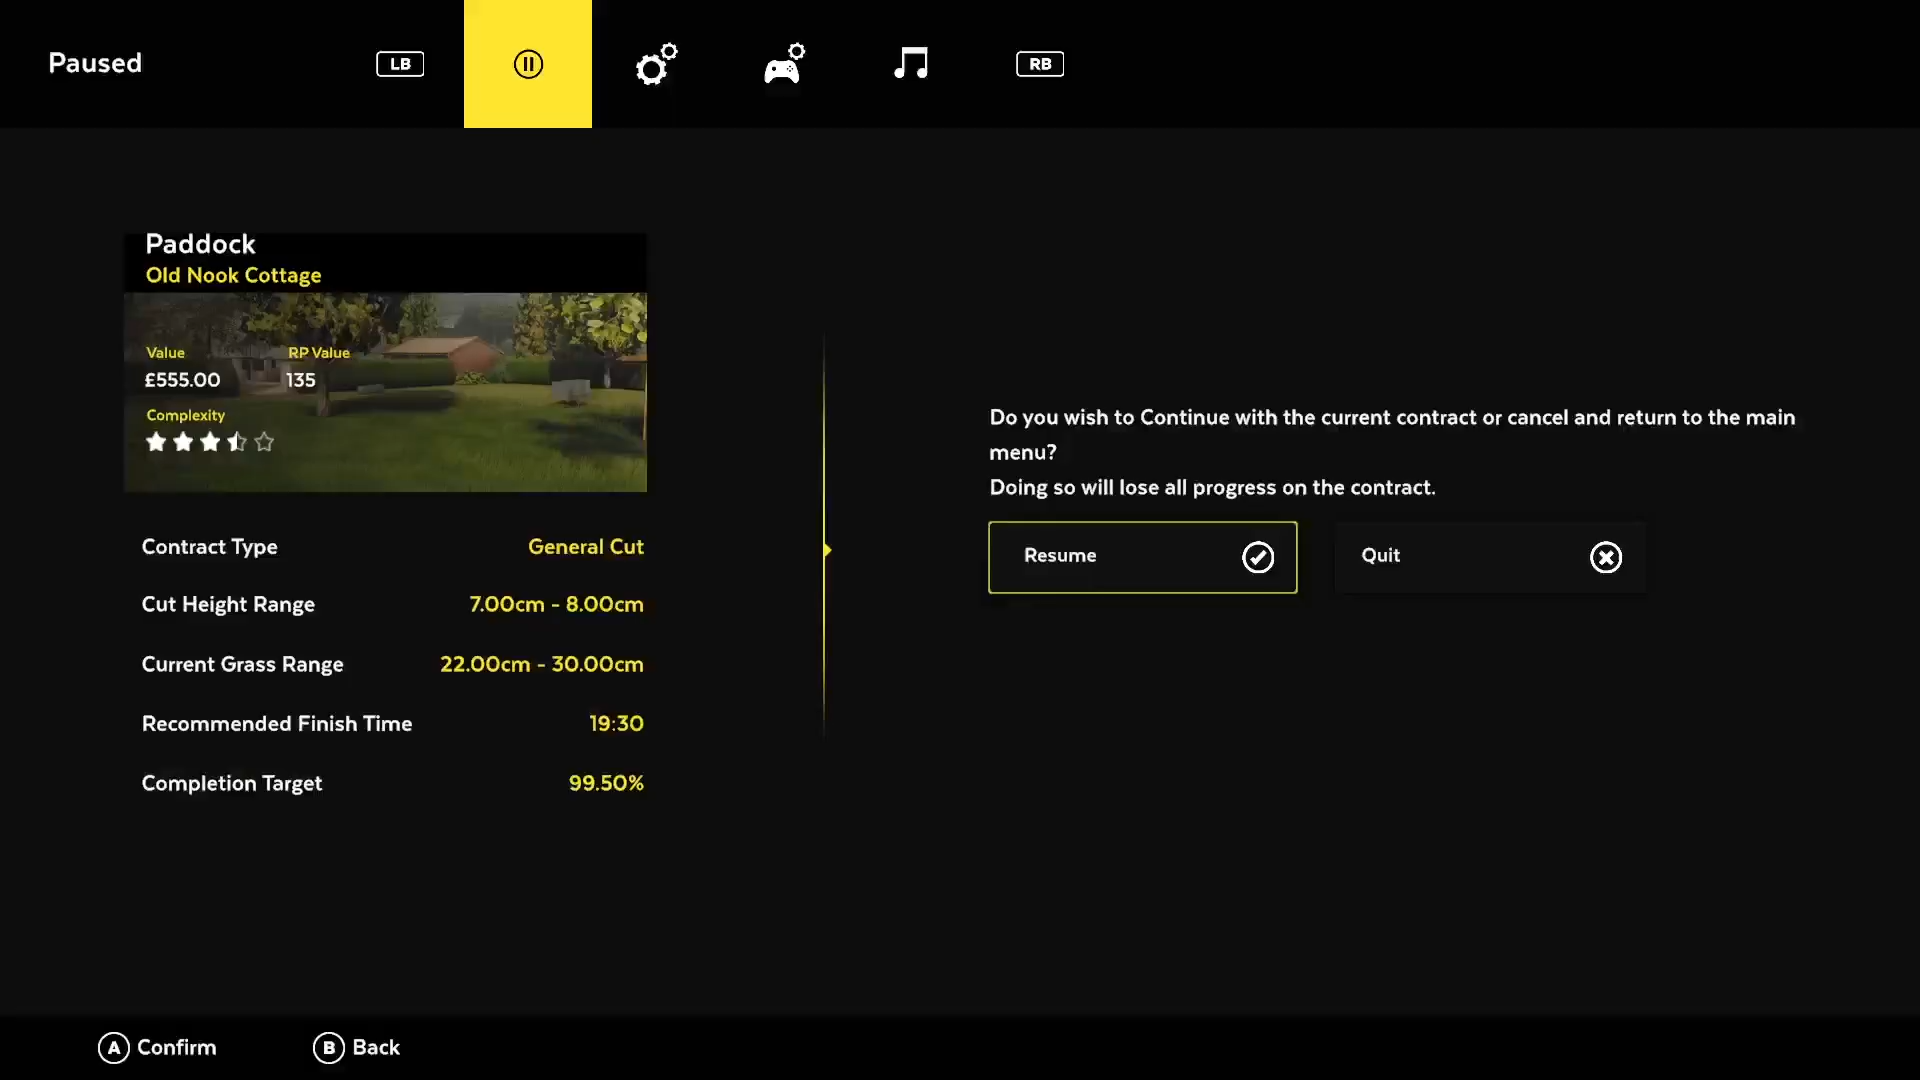 Paused
LB
RB
Paddock
Old Nook Cottage
Value
RP Value
£555.00
135
Complexity
Contract Type
General Cut
Cut Height Range
7.00cm - 8.00cm
Current Grass Range
22.00cm - 30.00cm
Recommended Finish Time
19:30
Completion Target
99.50%
Do you wish to Continue with the current contract or cancel and return to the main
menu?
Doing so will lose all progress on the contract.
Resume
Quit
A Confirm
B Back